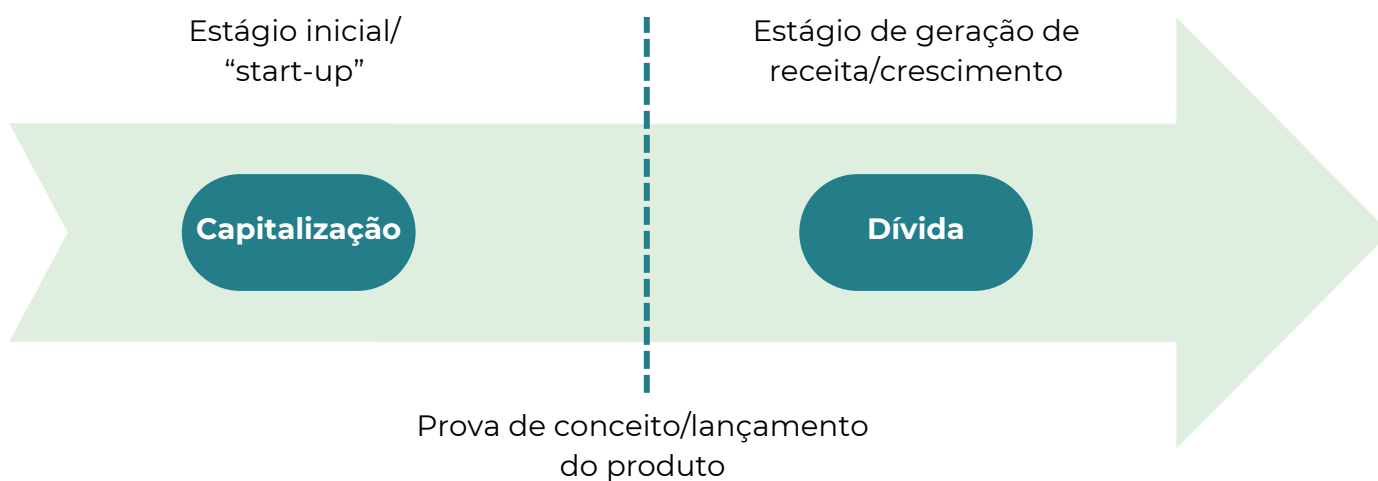 Estágio inicial/
“start-up”
Estágio de geração de
receita/crescimento
Capitalização
Dívida
Prova de conceito/lançamento
do produto